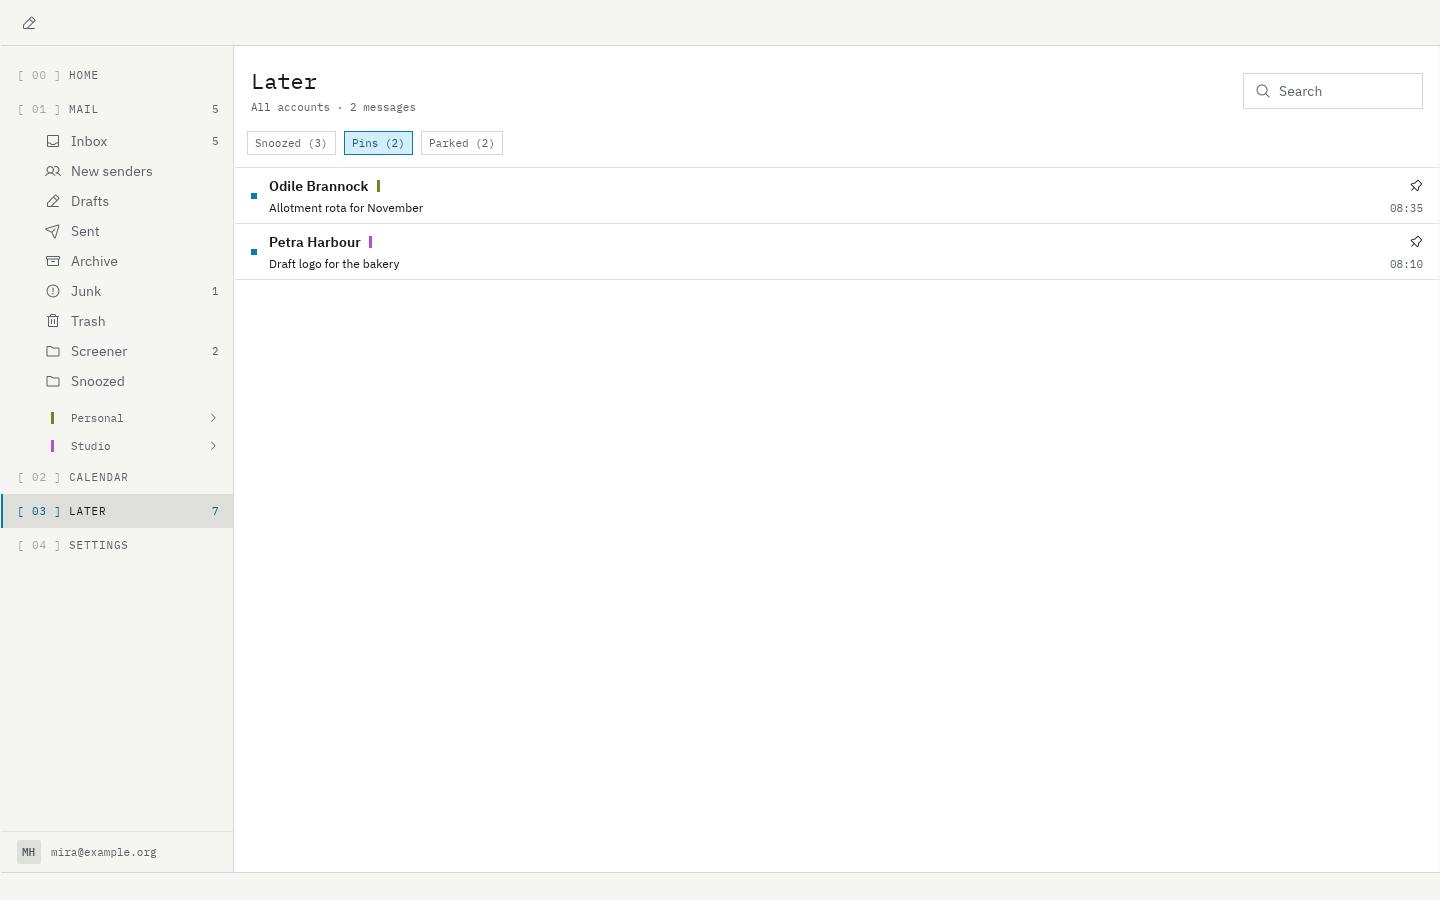 [ 00 ] HOME
[ 01 ] MAIL 5
Inbox 5
New senders
Drafts
Sent
Archive
Junk 1
Trash
Screener 2
Snoozed
Personal
Studio
[ 02 ] CALENDAR
[ 03 ] LATER 7
[ 04 ] SETTINGS
MH mira@example.org
Later
All accounts · 2 messages
Search
Snoozed (3) Pins (2) Parked (2)
Odile Brannock
Allotment rota for November 08:35
Petra Harbour
Draft logo for the bakery 08:10